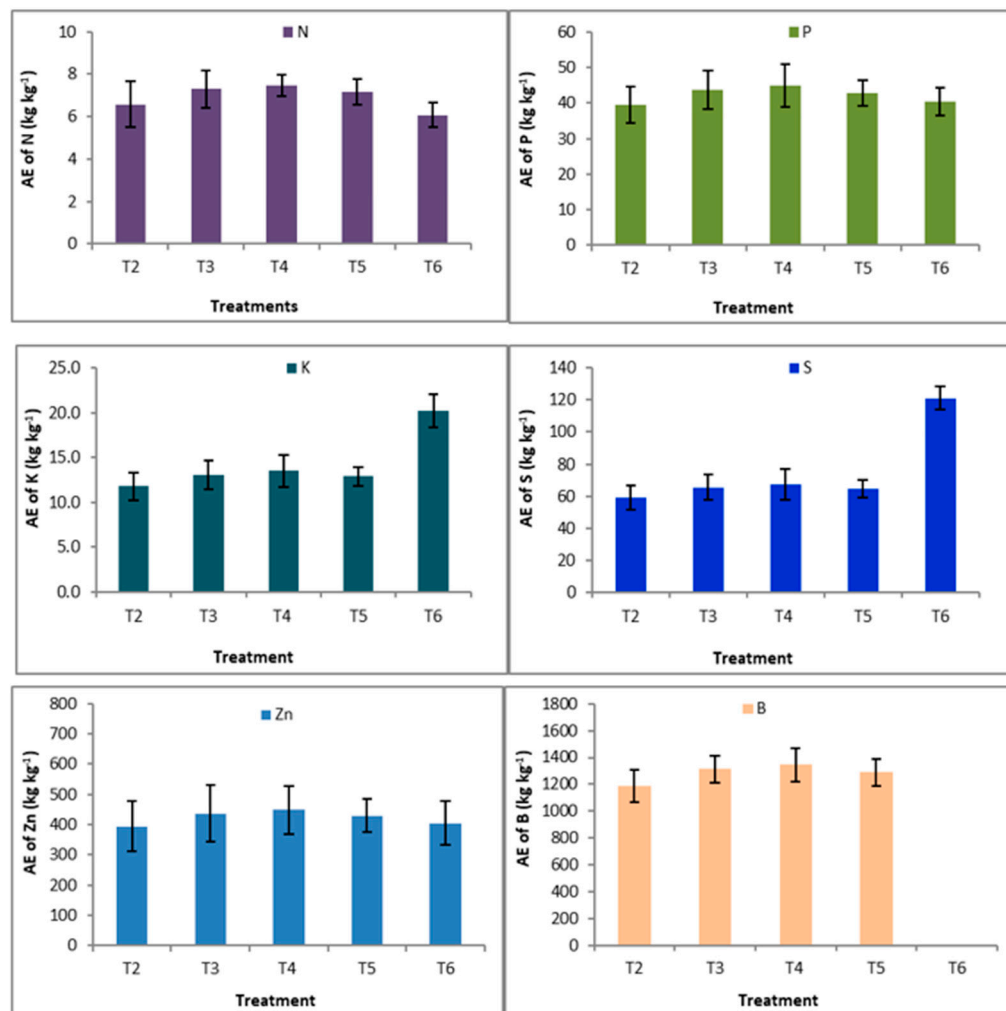 N
10
8
6
4
2
0
AE of N (kg kg⁻¹)
T2 T3 T4 T5 T6
Treatments
P
60
50
40
30
20
10
0
AE of P (kg kg⁻¹)
T2 T3 T4 T5 T6
Treatment
K
25.0
20.0
15.0
10.0
5.0
0.0
AE of K (kg kg⁻¹)
T2 T3 T4 T5 T6
Treatment
S
140
120
100
80
60
40
20
0
AE of S (kg kg⁻¹)
T2 T3 T4 T5 T6
Treatment
Zn
800
700
600
500
400
300
200
100
0
AE of Zn (kg kg⁻¹)
T2 T3 T4 T5 T6
Treatment
B
1800
1600
1400
1200
1000
800
600
400
200
0
AE of B (kg kg⁻¹)
T2 T3 T4 T5 T6
Treatment